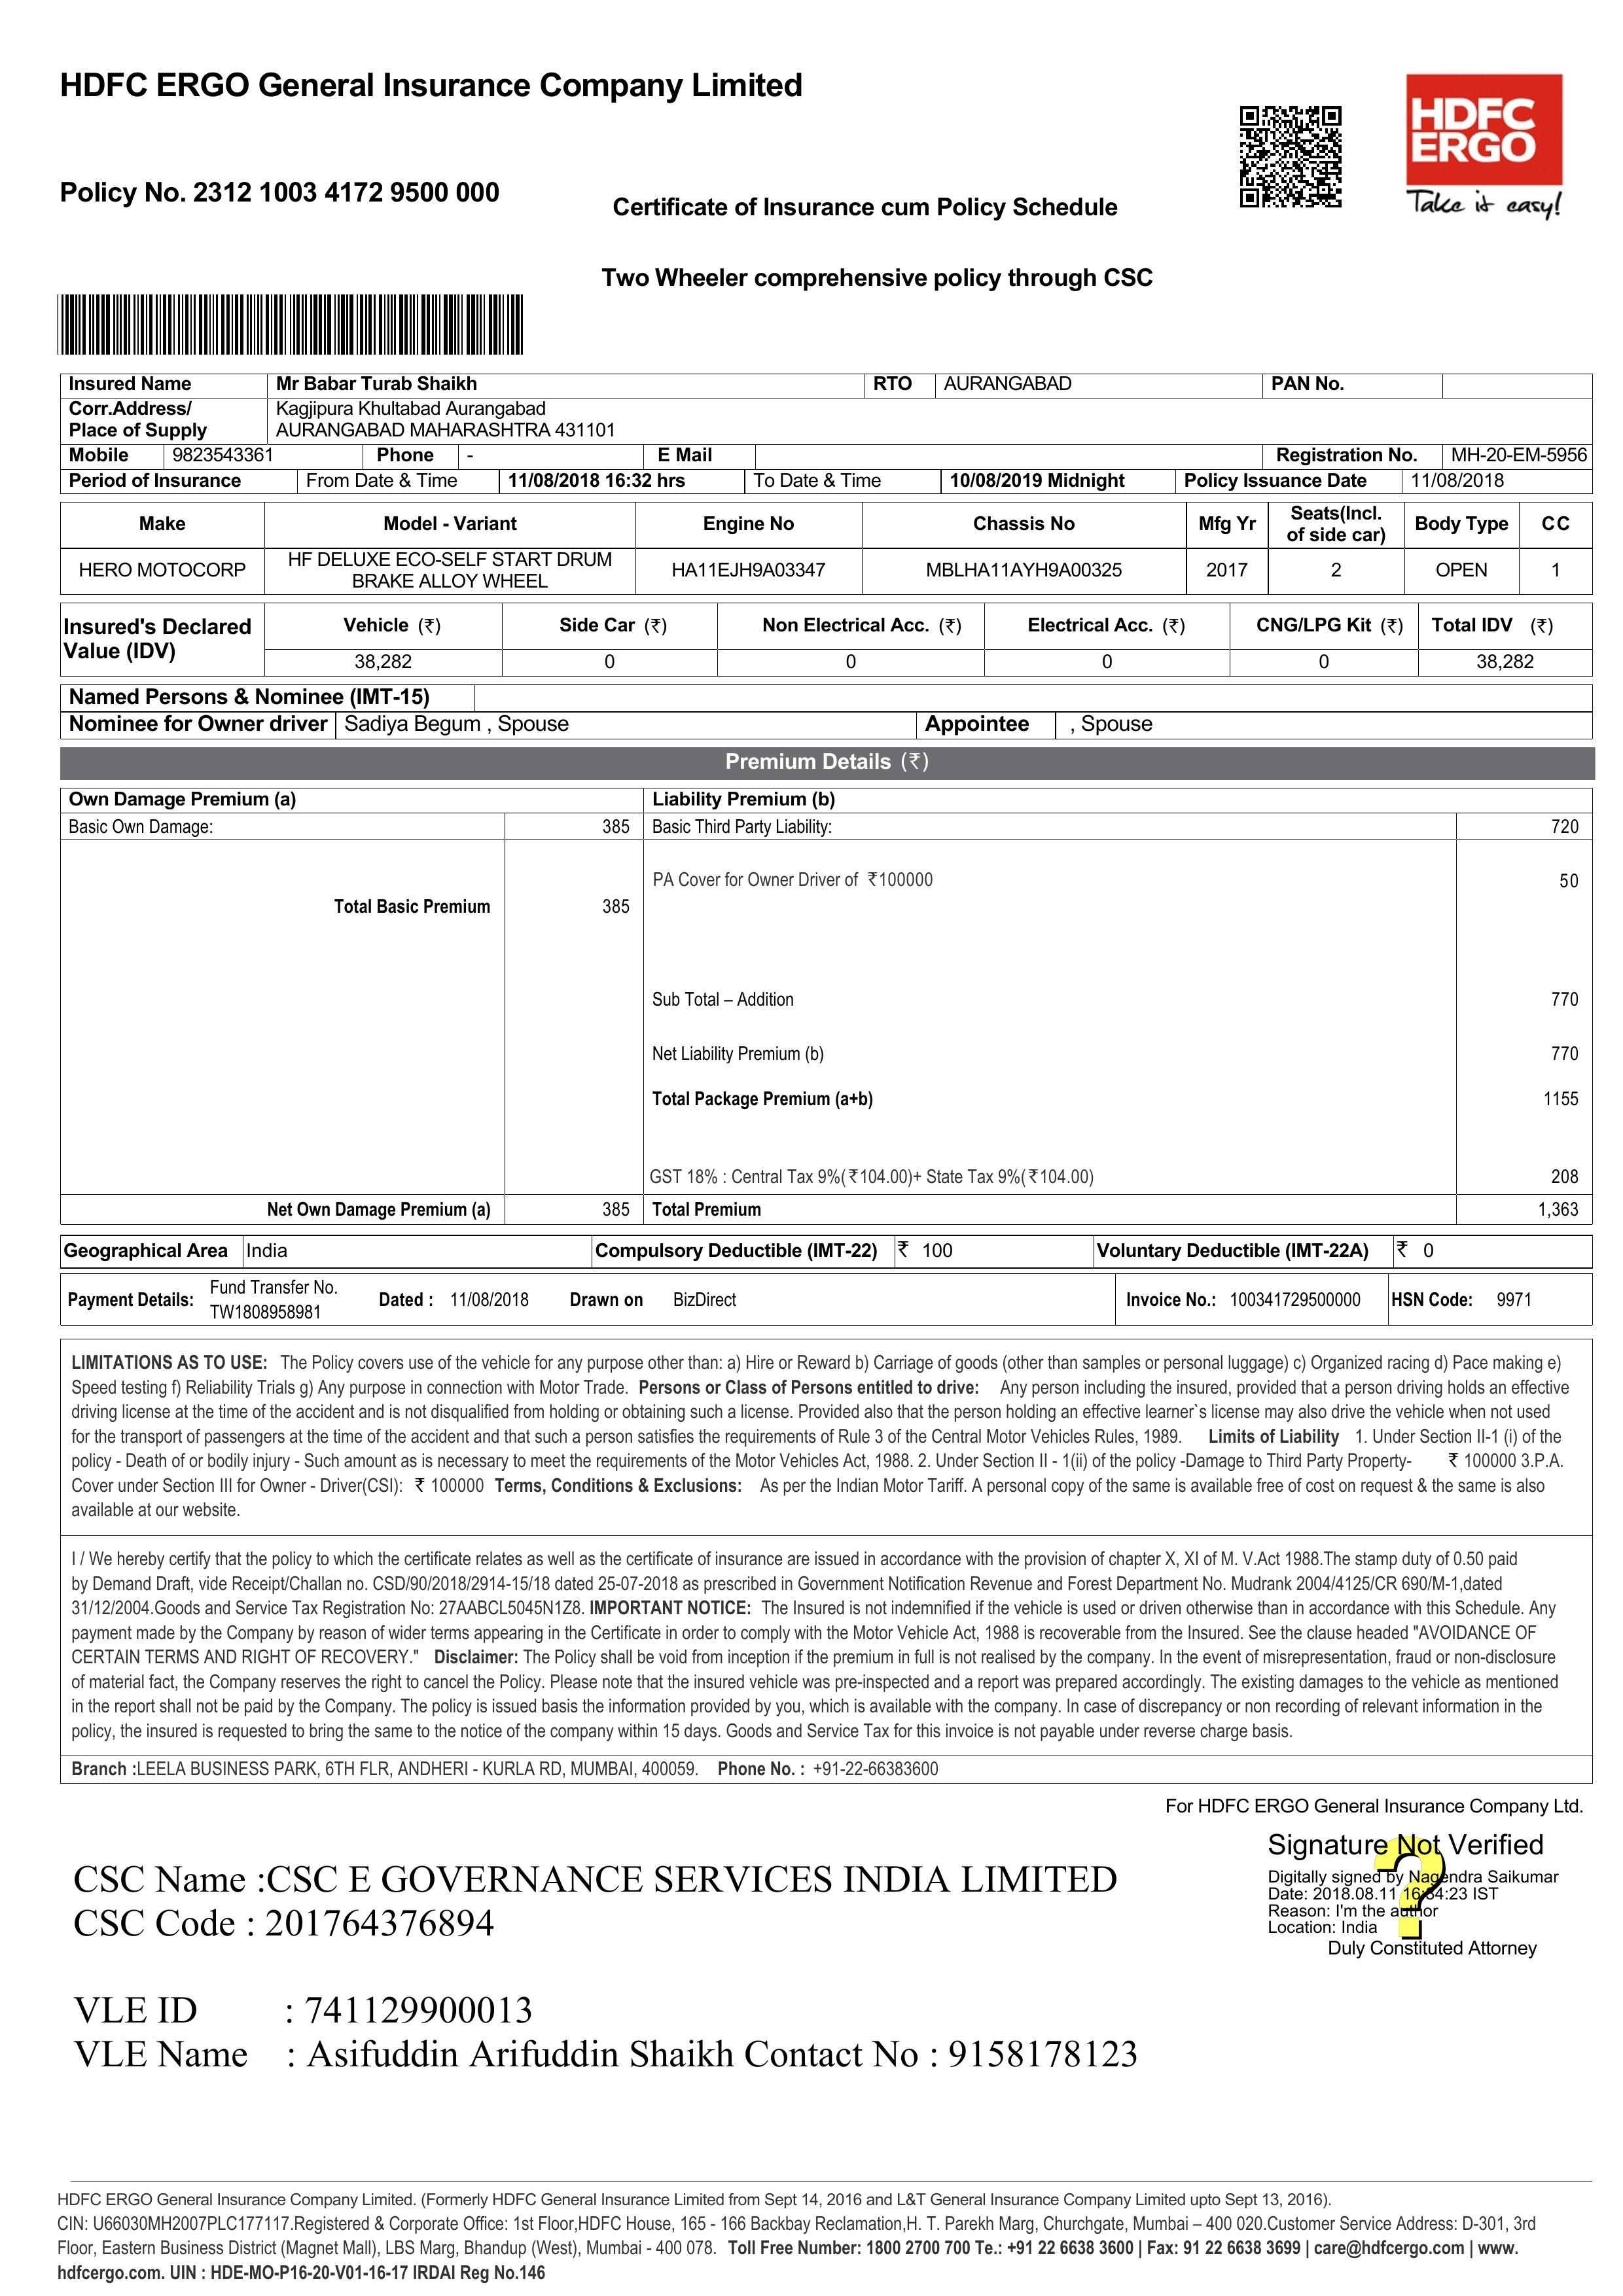 HDFC ERGO General Insurance Company Limited
HDFC
ERGO
Take it easy!
Policy No. 2312 1003 4172 9500 000
Certificate of Insurance cum Policy Schedule
Two Wheeler comprehensive policy through CSC
Insured Name Mr Babar Turab Shaikh RTO AURANGABAD PAN No.
Corr.Address/ Kagjipura Khultabad Aurangabad
Place of Supply AURANGABAD MAHARASHTRA 431101
Mobile 9823543361 Phone - E Mail Registration No. MH-20-EM-5956
Period of Insurance From Date & Time 11/08/2018 16:32 hrs To Date & Time 10/08/2019 Midnight Policy Issuance Date 11/08/2018
Make Model - Variant Engine No Chassis No Mfg Yr Seats(Incl. of side car) Body Type CC
HERO MOTOCORP HF DELUXE ECO-SELF START DRUM BRAKE ALLOY WHEEL HA11EJH9A03347 MBLHA11AYH9A00325 2017 2 OPEN 1
Insured's Declared Value (IDV) Vehicle (₹) Side Car (₹) Non Electrical Acc. (₹) Electrical Acc. (₹) CNG/LPG Kit (₹) Total IDV (₹)
38,282 0 0 0 0 38,282
Named Persons & Nominee (IMT-15)
Nominee for Owner driver Sadiya Begum , Spouse Appointee , Spouse
Premium Details (₹)
Own Damage Premium (a) Liability Premium (b)
Basic Own Damage: 385 Basic Third Party Liability: 720
PA Cover for Owner Driver of ₹100000 50
Total Basic Premium 385
Sub Total – Addition 770
Net Liability Premium (b) 770
Total Package Premium (a+b) 1155
GST 18% : Central Tax 9%(₹104.00)+ State Tax 9%(₹104.00) 208
Net Own Damage Premium (a) 385 Total Premium 1,363
Geographical Area India Compulsory Deductible (IMT-22) ₹ 100 Voluntary Deductible (IMT-22A) ₹ 0
Payment Details: Fund Transfer No. TW1808958981 Dated : 11/08/2018 Drawn on BizDirect Invoice No.: 100341729500000 HSN Code: 9971
LIMITATIONS AS TO USE: The Policy covers use of the vehicle for any purpose other than: a) Hire or Reward b) Carriage of goods (other than samples or personal luggage) c) Organized racing d) Pace making e)
Speed testing f) Reliability Trials g) Any purpose in connection with Motor Trade. Persons or Class of Persons entitled to drive: Any person including the insured, provided that a person driving holds an effective
driving license at the time of the accident and is not disqualified from holding or obtaining such a license. Provided also that the person holding an effective learner`s license may also drive the vehicle when not used
for the transport of passengers at the time of the accident and that such a person satisfies the requirements of Rule 3 of the Central Motor Vehicles Rules, 1989. Limits of Liability 1. Under Section II-1 (i) of the
policy - Death of or bodily injury - Such amount as is necessary to meet the requirements of the Motor Vehicles Act, 1988. 2. Under Section II - 1(ii) of the policy -Damage to Third Party Property- ₹ 100000 3.P.A.
Cover under Section III for Owner - Driver(CSI): ₹ 100000 Terms, Conditions & Exclusions: As per the Indian Motor Tariff. A personal copy of the same is available free of cost on request & the same is also
available at our website.
I / We hereby certify that the policy to which the certificate relates as well as the certificate of insurance are issued in accordance with the provision of chapter X, XI of M. V.Act 1988.The stamp duty of 0.50 paid
by Demand Draft, vide Receipt/Challan no. CSD/90/2018/2914-15/18 dated 25-07-2018 as prescribed in Government Notification Revenue and Forest Department No. Mudrank 2004/4125/CR 690/M-1,dated
31/12/2004.Goods and Service Tax Registration No: 27AABCL5045N1Z8. IMPORTANT NOTICE: The Insured is not indemnified if the vehicle is used or driven otherwise than in accordance with this Schedule. Any
payment made by the Company by reason of wider terms appearing in the Certificate in order to comply with the Motor Vehicle Act, 1988 is recoverable from the Insured. See the clause headed "AVOIDANCE OF
CERTAIN TERMS AND RIGHT OF RECOVERY." Disclaimer: The Policy shall be void from inception if the premium in full is not realised by the company. In the event of misrepresentation, fraud or non-disclosure
of material fact, the Company reserves the right to cancel the Policy. Please note that the insured vehicle was pre-inspected and a report was prepared accordingly. The existing damages to the vehicle as mentioned
in the report shall not be paid by the Company. The policy is issued basis the information provided by you, which is available with the company. In case of discrepancy or non recording of relevant information in the
policy, the insured is requested to bring the same to the notice of the company within 15 days. Goods and Service Tax for this invoice is not payable under reverse charge basis.
Branch :LEELA BUSINESS PARK, 6TH FLR, ANDHERI - KURLA RD, MUMBAI, 400059. Phone No. : +91-22-66383600
For HDFC ERGO General Insurance Company Ltd.
Signature Not Verified
Digitally signed by Nagendra Saikumar
Date: 2018.08.11 16:34:23 IST
Reason: I'm the author
Location: India
Duly Constituted Attorney
CSC Name :CSC E GOVERNANCE SERVICES INDIA LIMITED
CSC Code : 201764376894
VLE ID : 741129900013
VLE Name : Asifuddin Arifuddin Shaikh Contact No : 9158178123
HDFC ERGO General Insurance Company Limited. (Formerly HDFC General Insurance Limited from Sept 14, 2016 and L&T General Insurance Company Limited upto Sept 13, 2016).
CIN: U66030MH2007PLC177117.Registered & Corporate Office: 1st Floor,HDFC House, 165 - 166 Backbay Reclamation,H. T. Parekh Marg, Churchgate, Mumbai – 400 020.Customer Service Address: D-301, 3rd
Floor, Eastern Business District (Magnet Mall), LBS Marg, Bhandup (West), Mumbai - 400 078. Toll Free Number: 1800 2700 700 Te.: +91 22 6638 3600 | Fax: 91 22 6638 3699 | care@hdfcergo.com | www.
hdfcergo.com. UIN : HDE-MO-P16-20-V01-16-17 IRDAI Reg No.146